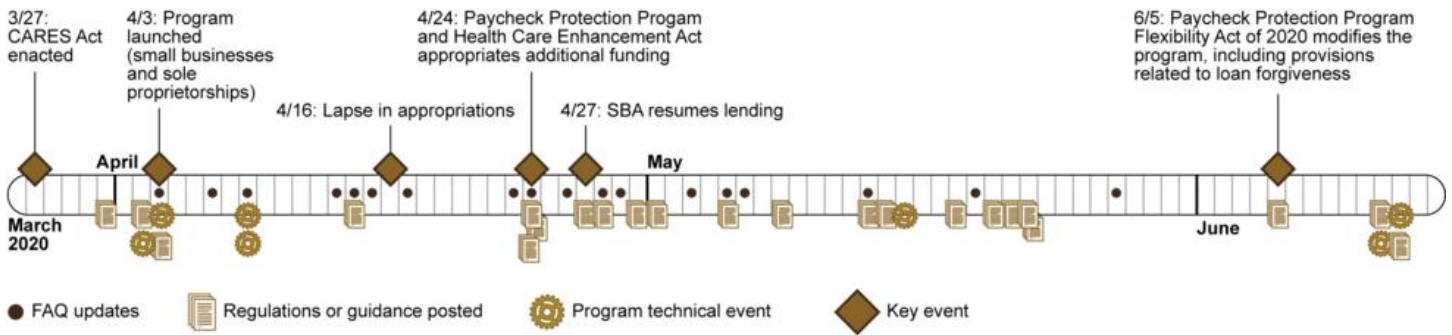 3/27:
CARES Act
enacted
4/3: Program
launched
(small businesses
and sole
proprietorships)
4/16: Lapse in appropriations
4/24: Paycheck Protection Progam
and Health Care Enhancement Act
appropriates additional funding
4/27: SBA resumes lending
6/5: Paycheck Protection Program
Flexibility Act of 2020 modifies the
program, including provisions
related to loan forgiveness
April
May
March
2020
June
FAQ updates
Regulations or guidance posted
Program technical event
Key event